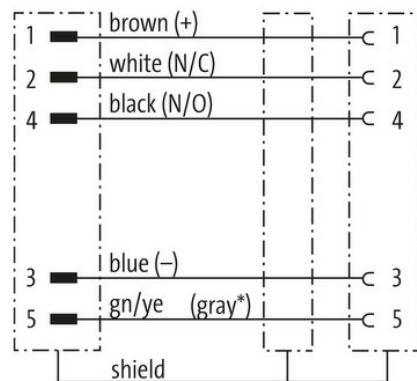 1 brown (+) 1
2 white (N/C) 2
4 black (N/O) 4
3 blue (–) 3
5 gn/ye (gray*) 5
shield